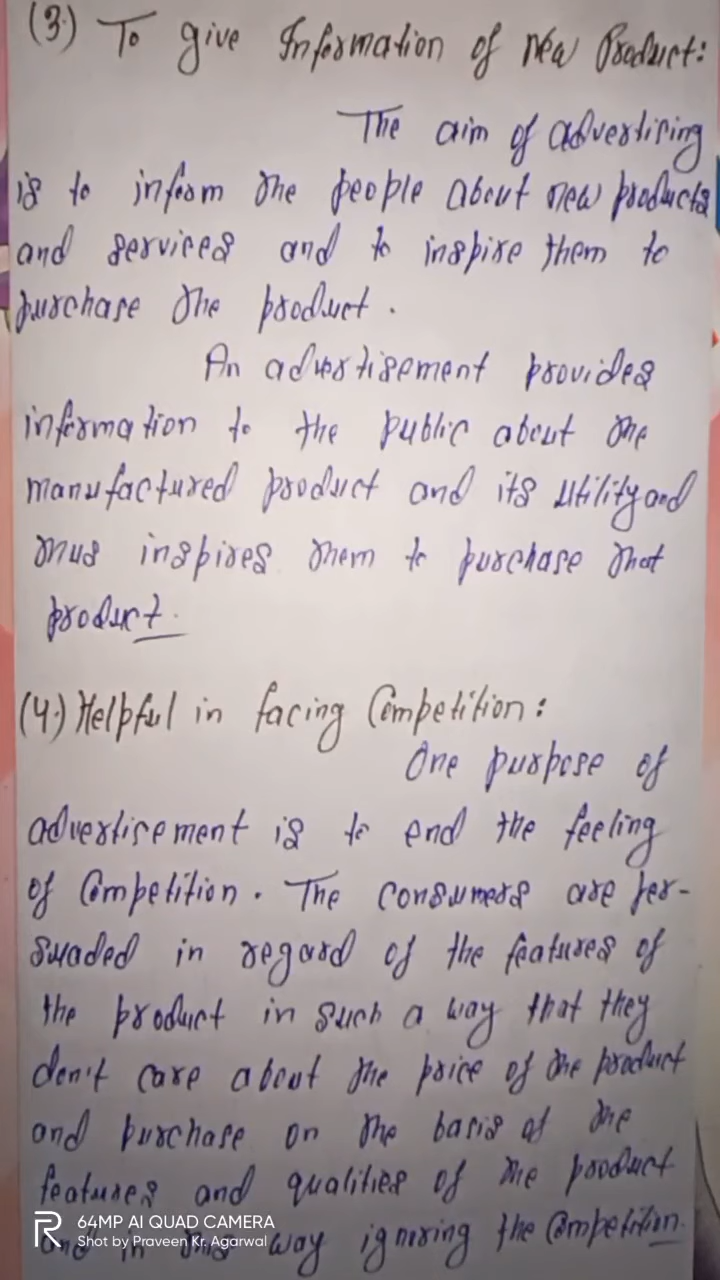 (3.) To give Information of New Product:
The aim of advertising
is to inform the people about new products
and services and to inspire them to
purchase the product.
An advertisement provides
information to the public about the
manufactured product and its utility and
thus inspires them to purchase that
product.
(4.) Helpful in facing Competition:
One purpose of
advertisement is to end the feeling
of Competition. The consumers are per-
suaded in regard of the features of
the product in such a way that they
don't care about the price of the product
and purchase on the basis of the
features and qualities of the product
and in this way ignoring the Competition.
64MP AI QUAD CAMERA
Shot by Praveen Kr. Agarwal